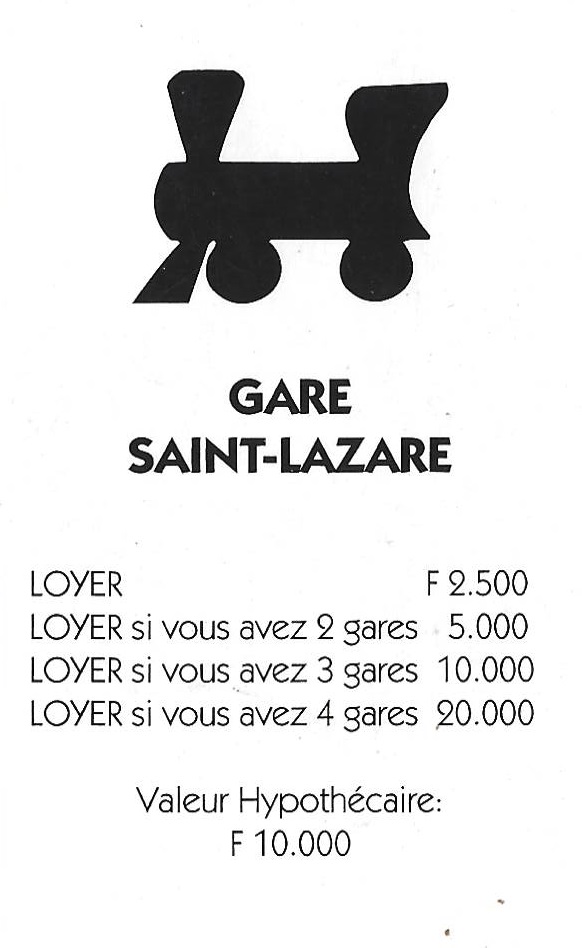 GARE
SAINT-LAZARE
LOYER F 2.500
LOYER si vous avez 2 gares 5.000
LOYER si vous avez 3 gares 10.000
LOYER si vous avez 4 gares 20.000
Valeur Hypothécaire:
F 10.000